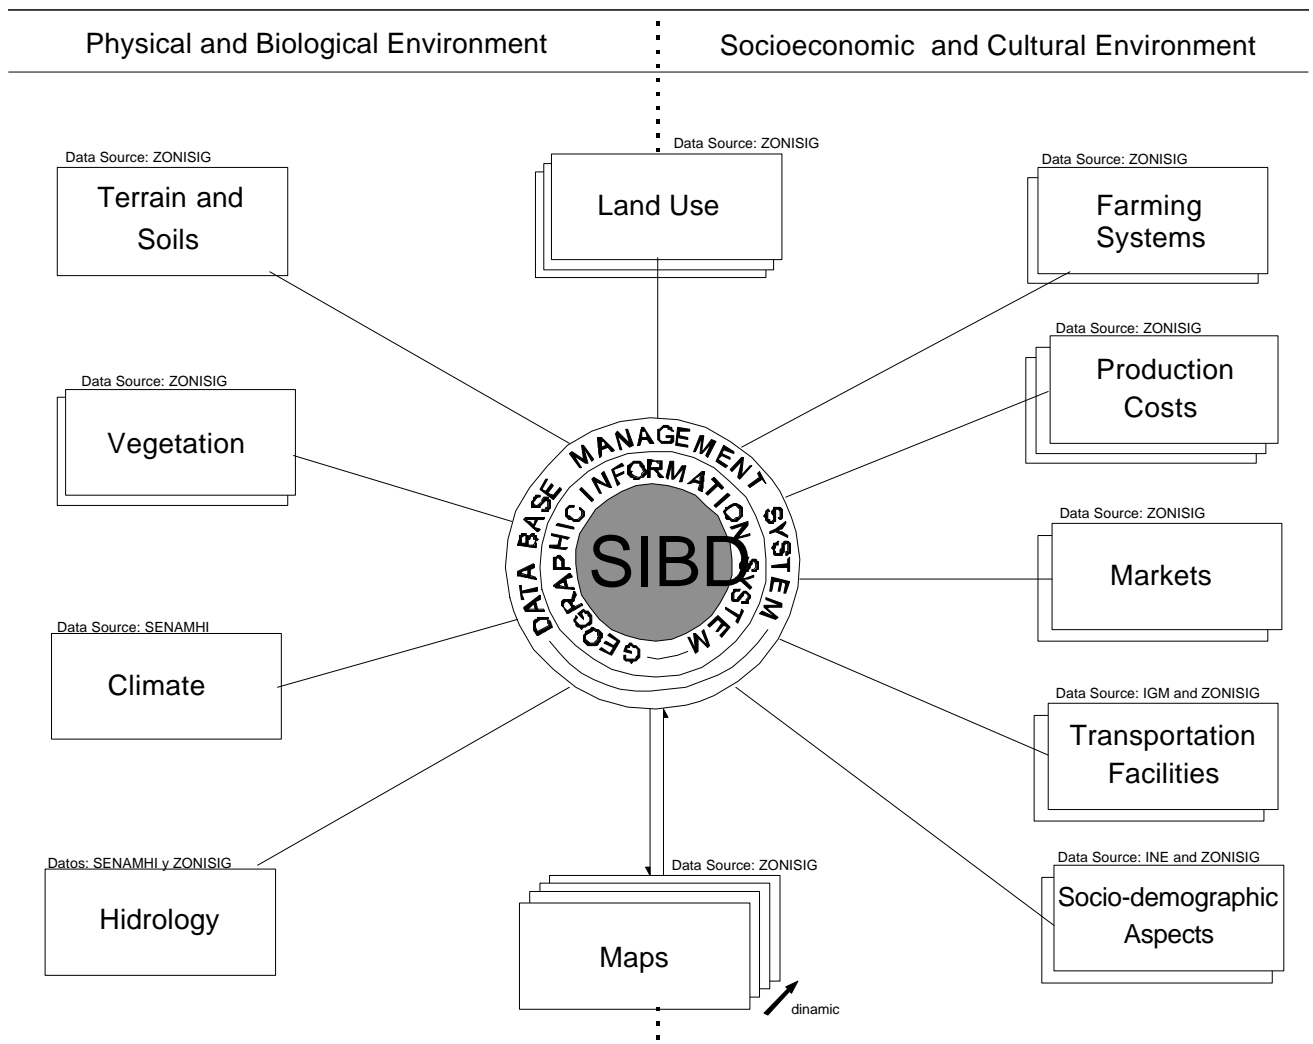 Physical and Biological Environment
Socioeconomic and Cultural Environment
Data Source: ZONISIG
Terrain and
Soils
Data Source: ZONISIG
Land Use
Data Source: ZONISIG
Farming
Systems
Data Source: ZONISIG
Vegetation
Data Source: ZONISIG
Production
Costs
DATA BASE MANAGEMENT SYSTEM
GEOGRAPHIC INFORMATION SYSTEM
SIBD
Data Source: ZONISIG
Markets
Data Source: SENAMHI
Climate
Data Source: IGM and ZONISIG
Transportation
Facilities
Datos: SENAMHI y ZONISIG
Hidrology
Data Source: ZONISIG
Maps
dinamic
Data Source: INE and ZONISIG
Socio-demographic
Aspects